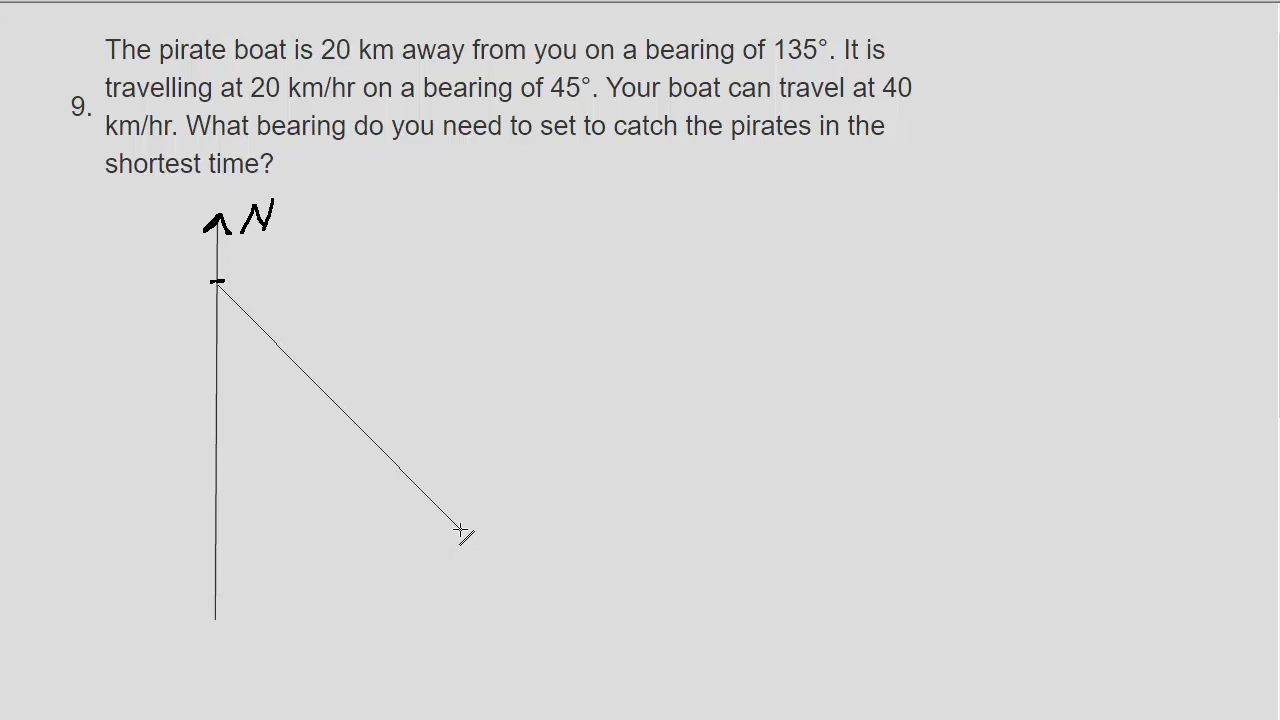 The pirate boat is 20 km away from you on a bearing of 135°. It is
travelling at 20 km/hr on a bearing of 45°. Your boat can travel at 40
9.
km/hr. What bearing do you need to set to catch the pirates in the
shortest time?
N